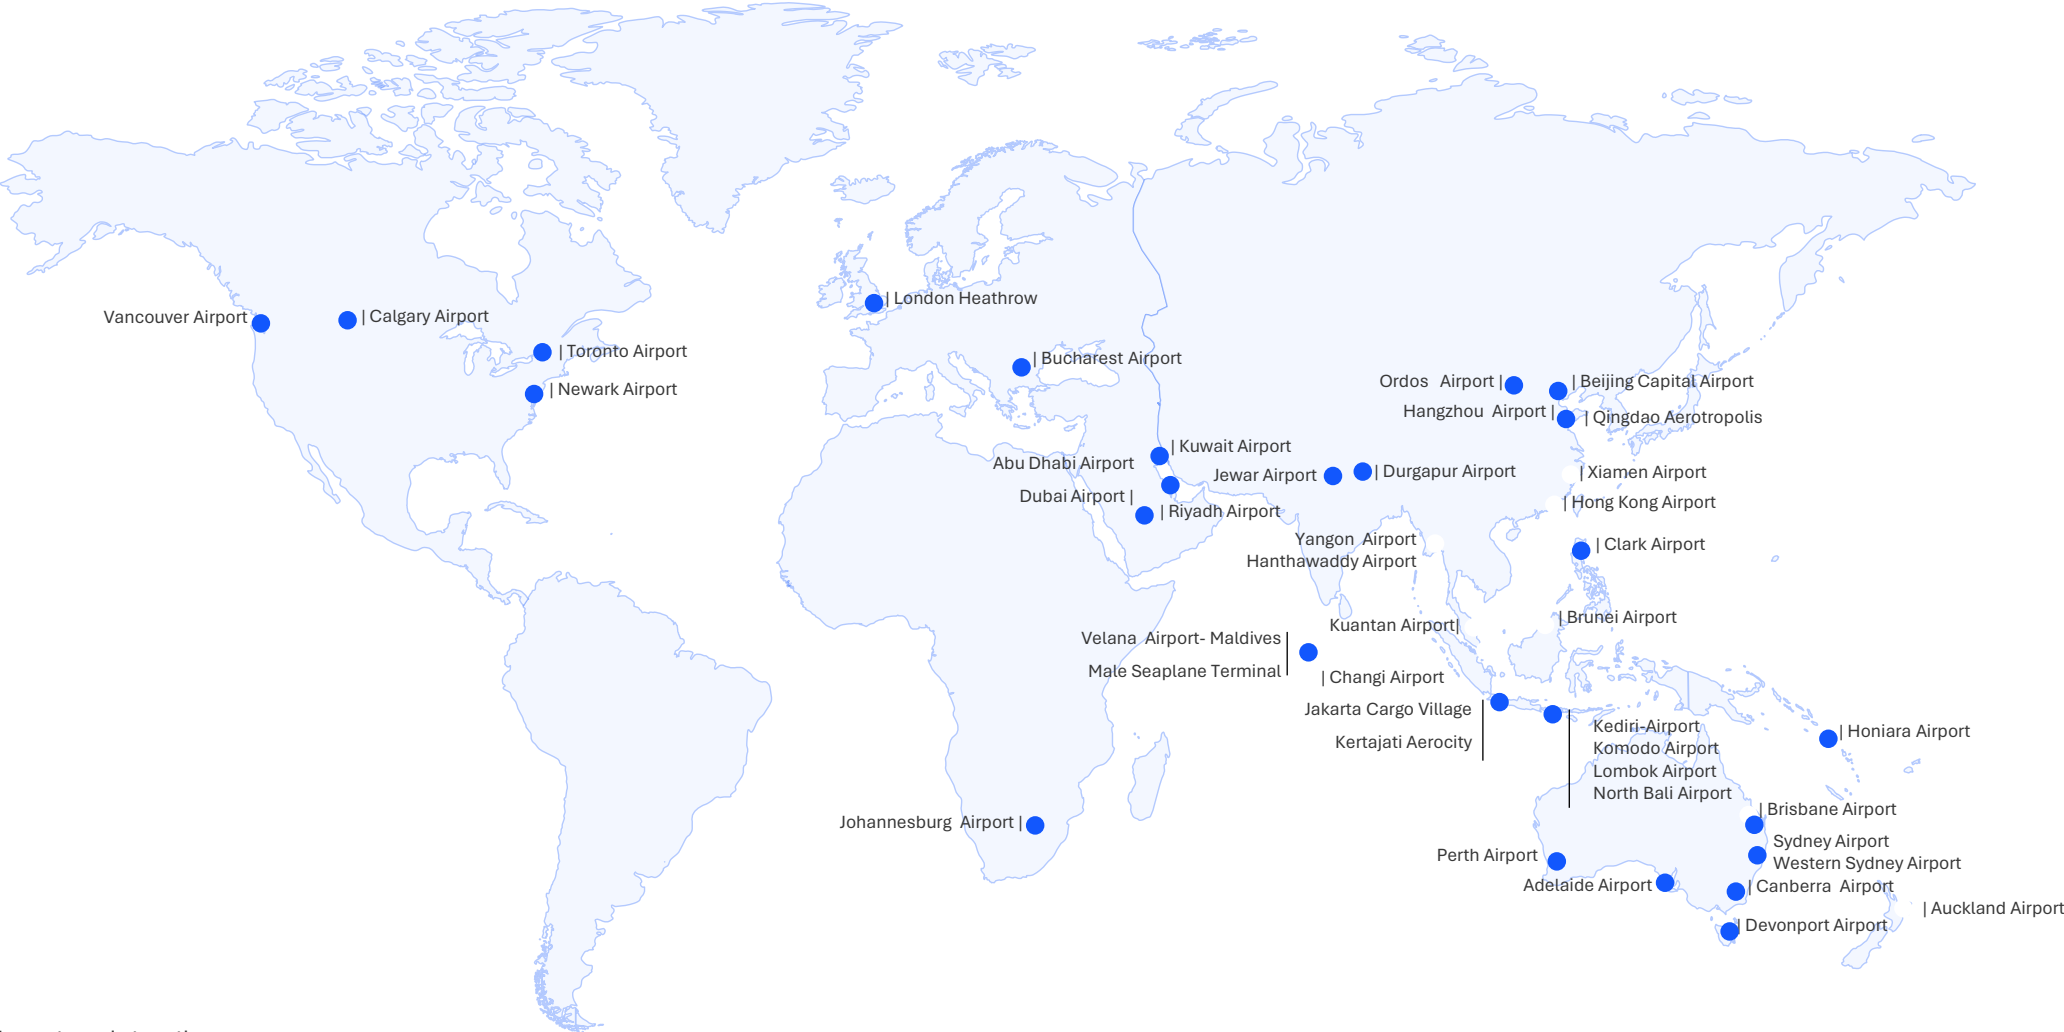 | London Heathrow
Vancouver Airport
| Calgary Airport
| Toronto Airport
| Bucharest Airport
Ordos Airport |
| Beijing Capital Airport
| Newark Airport
Hangzhou Airport |
| Qingdao Aerotropolis
| Kuwait Airport
Abu Dhabi Airport
Jewar Airport
| Durgapur Airport
| Xiamen Airport
Dubai Airport |
| Riyadh Airport
| Hong Kong Airport
Yangon Airport
Hanthawaddy Airport
| Clark Airport
| Brunei Airport
Kuantan Airport|
Velana Airport- Maldives
Male Seaplane Terminal
| Changi Airport
Jakarta Cargo Village
Kertajati Aerocity
Kediri-Airport
Komodo Airport
Lombok Airport
North Bali Airport
| Honiara Airport
| Brisbane Airport
Johannesburg Airport |
Sydney Airport
Western Sydney Airport
Perth Airport
Adelaide Airport
| Canberra Airport
| Auckland Airport
| Devonport Airport